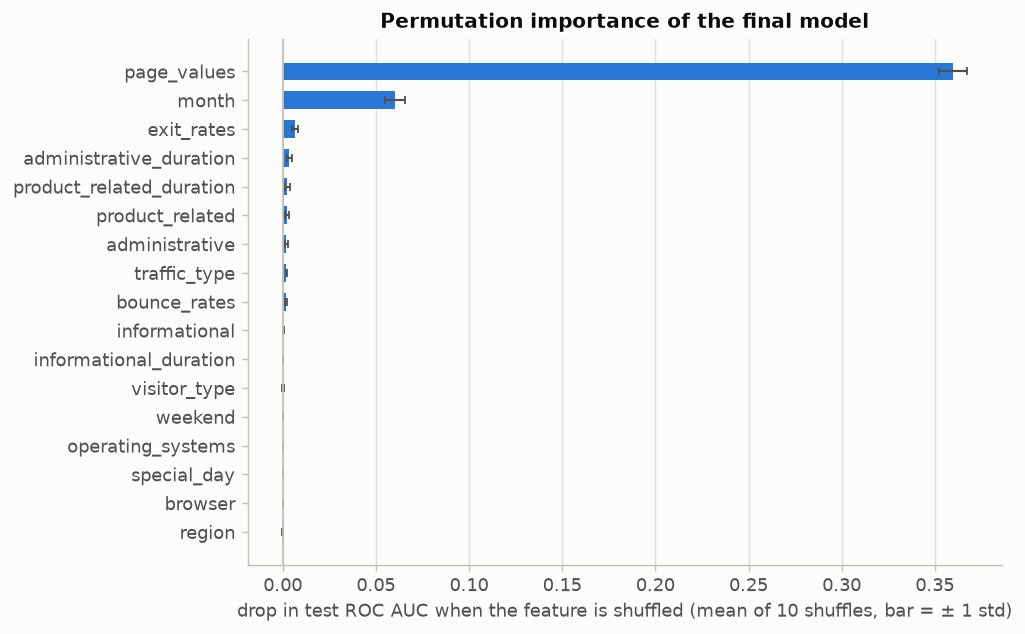 Permutation importance of the final model
page_values
month
exit_rates
administrative_duration
product_related_duration
product_related
administrative
traffic_type
bounce_rates
informational
informational_duration
visitor_type
weekend
operating_systems
special_day
browser
region
0.00 0.05 0.10 0.15 0.20 0.25 0.30 0.35
drop in test ROC AUC when the feature is shuffled (mean of 10 shuffles, bar = ± 1 std)